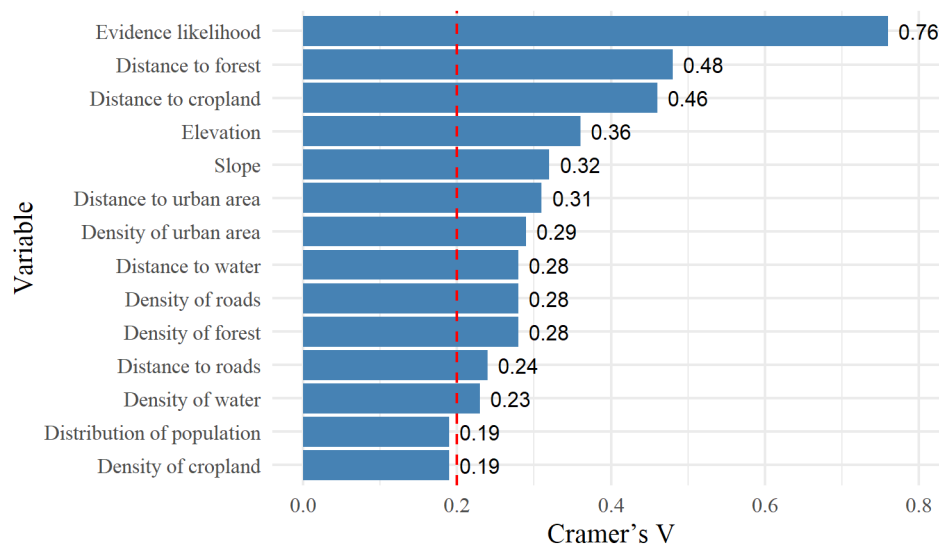 Evidence likelihood 0.76
Distance to forest 0.48
Distance to cropland 0.46
Elevation 0.36
Slope 0.32
Distance to urban area 0.31
Density of urban area 0.29
Distance to water 0.28
Density of roads 0.28
Density of forest 0.28
Distance to roads 0.24
Density of water 0.23
Distribution of population 0.19
Density of cropland 0.19
0.0 0.2 0.4 0.6 0.8
Cramer’s V
Variable